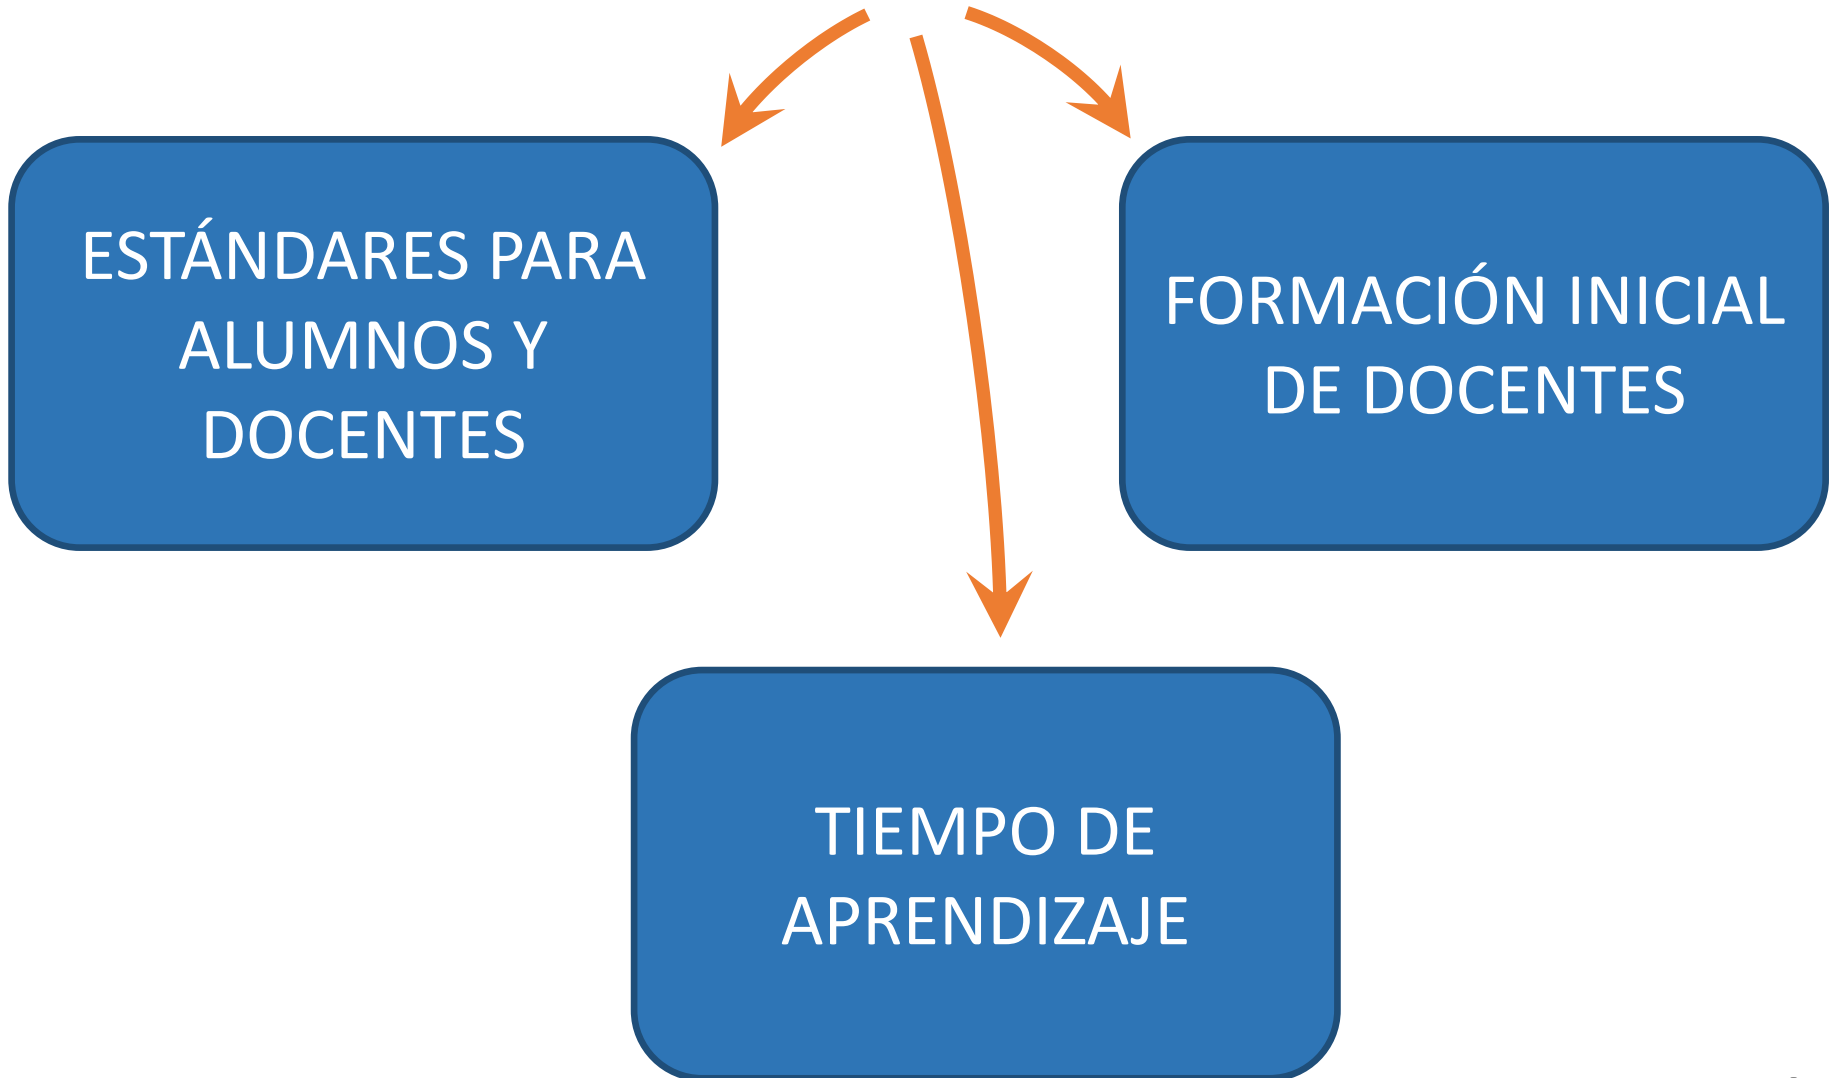 ESTÁNDARES PARA
ALUMNOS Y
DOCENTES
FORMACIÓN INICIAL
DE DOCENTES
TIEMPO DE
APRENDIZAJE